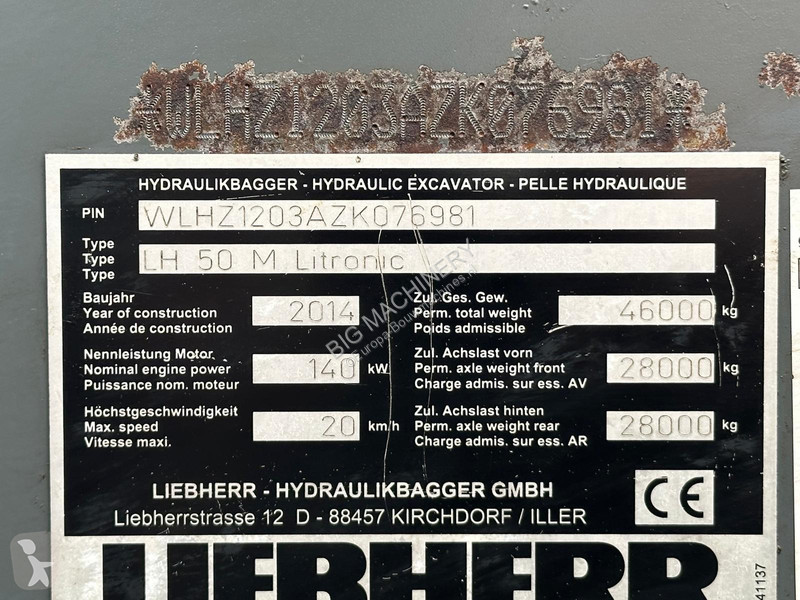 *WLHZ1203AZK076981*
HYDRAULIKBAGGER - HYDRAULIC EXCAVATOR - PELLE HYDRAULIQUE
PIN WLHZ1203AZK076981
Type
Type LH 50 M Litronic
Type
Baujahr
Year of construction 2014
Année de construction
Zul. Ges. Gew.
Perm. total weight 46000 kg
Poids admissible
Nennleistung Motor
Nominal engine power 140 kW
Puissance nom. moteur
Zul. Achslast vorn
Perm. axle weight front 28000 kg
Charge admis. sur ess. AV
Höchstgeschwindigkeit
Max. speed 20 km/h
Vitesse maxi.
Zul. Achslast hinten
Perm. axle weight rear 28000 kg
Charge admis. sur ess. AR
LIEBHERR - HYDRAULIKBAGGER GMBH
Liebherrstrasse 12 D - 88457 KIRCHDORF / ILLER
CE
LIEBHERR
41137
BIG MACHINERY